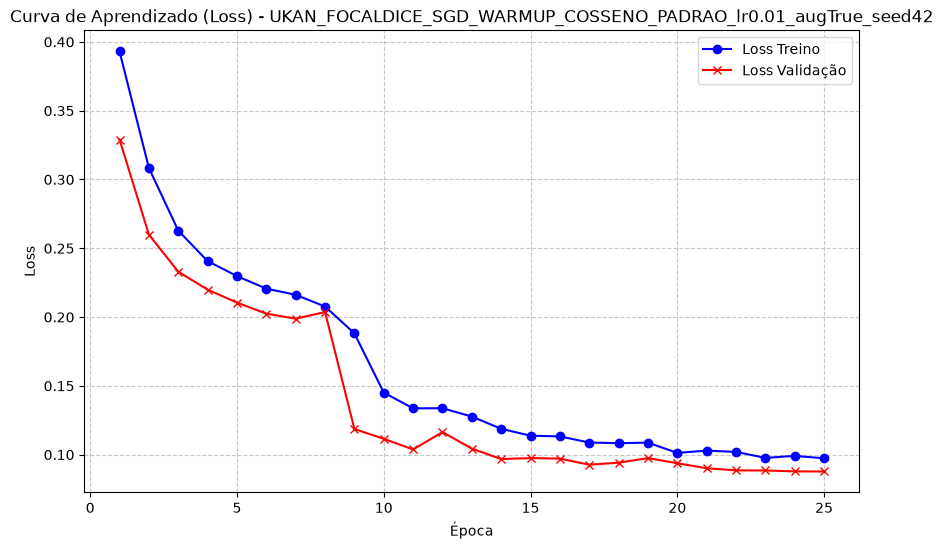 Curva de Aprendizado (Loss) - UKAN_FOCALDICE_SGD_WARMUP_COSSENO_PADRAO_lr0.01_augTrue_seed42
Loss Treino
Loss Validação
0.40
0.35
0.30
0.25
0.20
0.15
0.10
Loss
0 5 10 15 20 25
Época